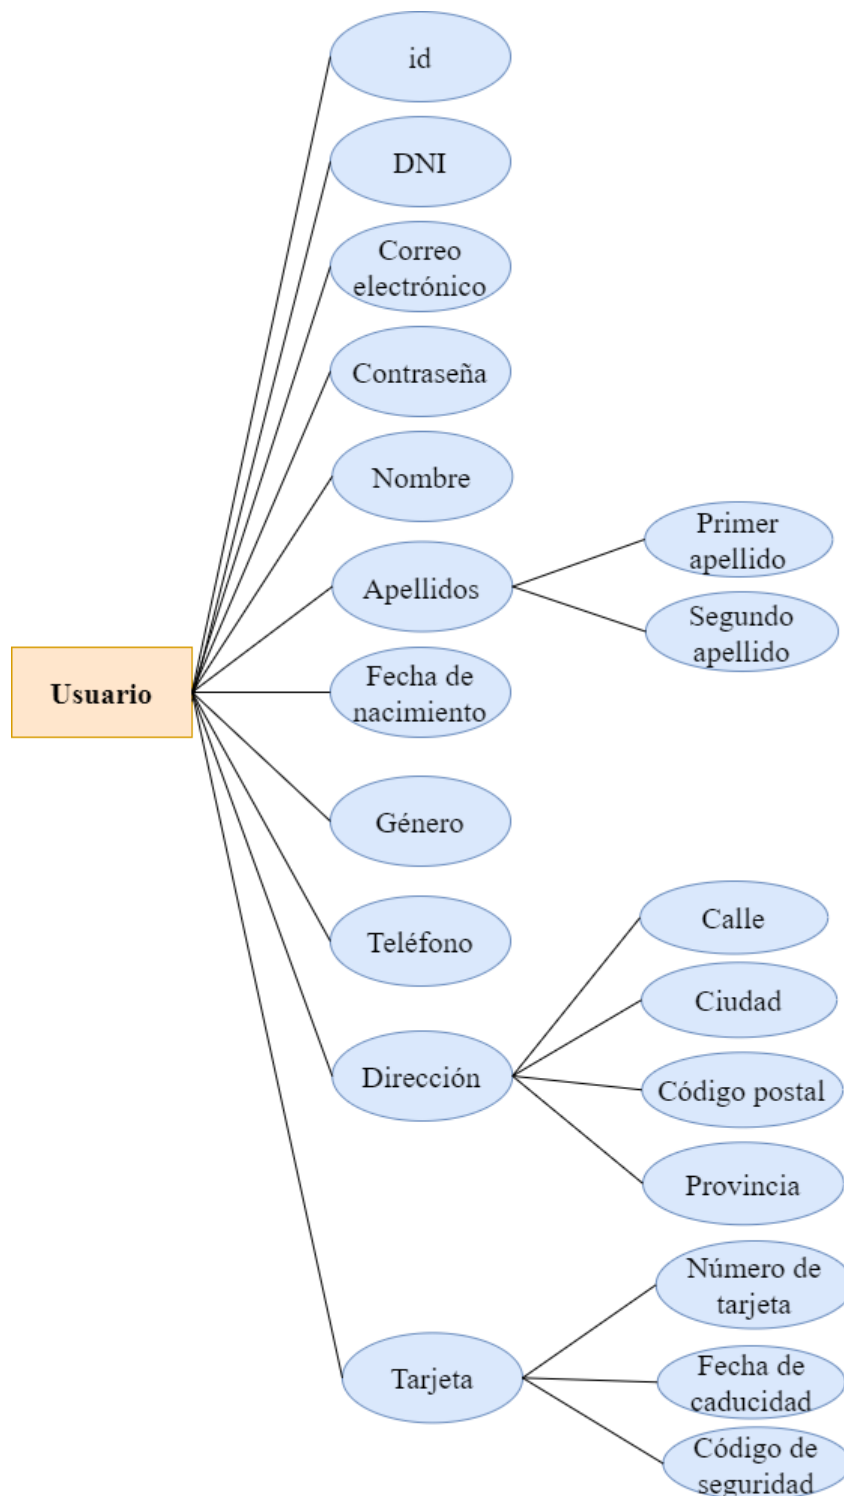 id
DNI
Correo
electrónico
Contraseña
Nombre
Apellidos
Primer
apellido
Segundo
apellido
Usuario
Fecha de
nacimiento
Género
Teléfono
Dirección
Calle
Ciudad
Código postal
Provincia
Tarjeta
Número de
tarjeta
Fecha de
caducidad
Código de
seguridad